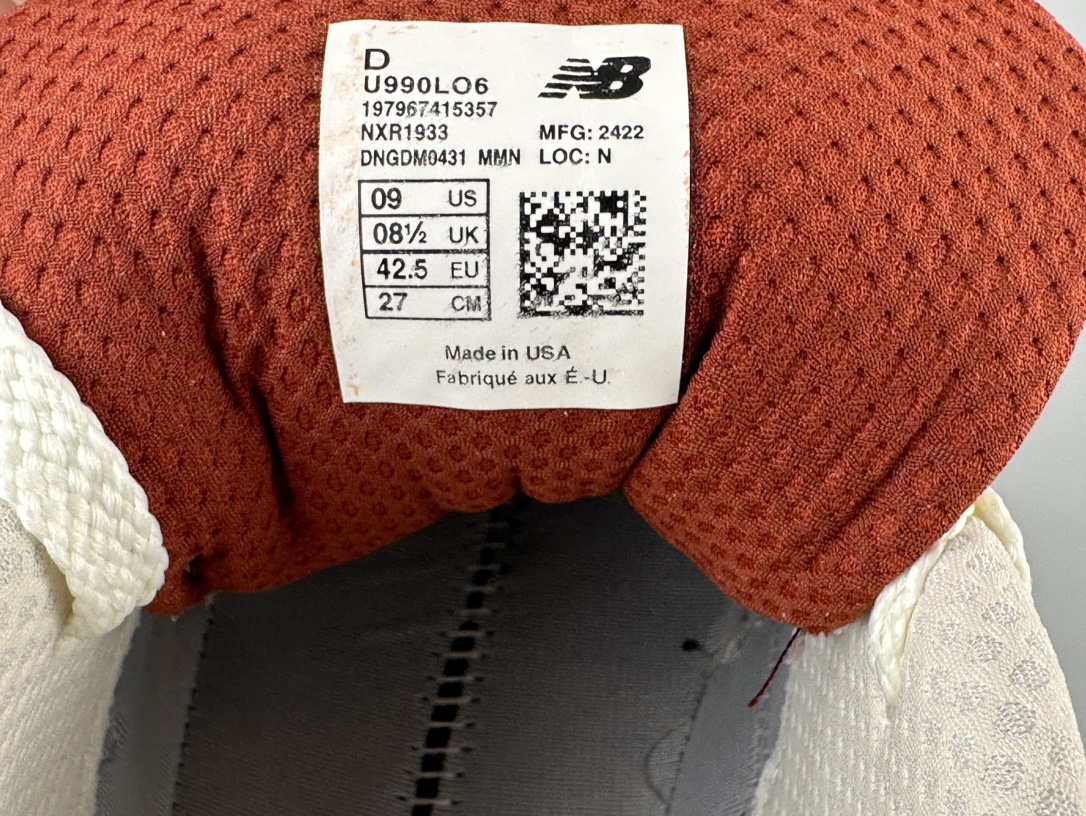 D
U990LO6
197967415357
NXR1933
DNGDM0431 MMN
NB
MFG: 2422
LOC: N
09 US
08½ UK
42.5 EU
27 CM
Made in USA
Fabriqué aux É.-U.